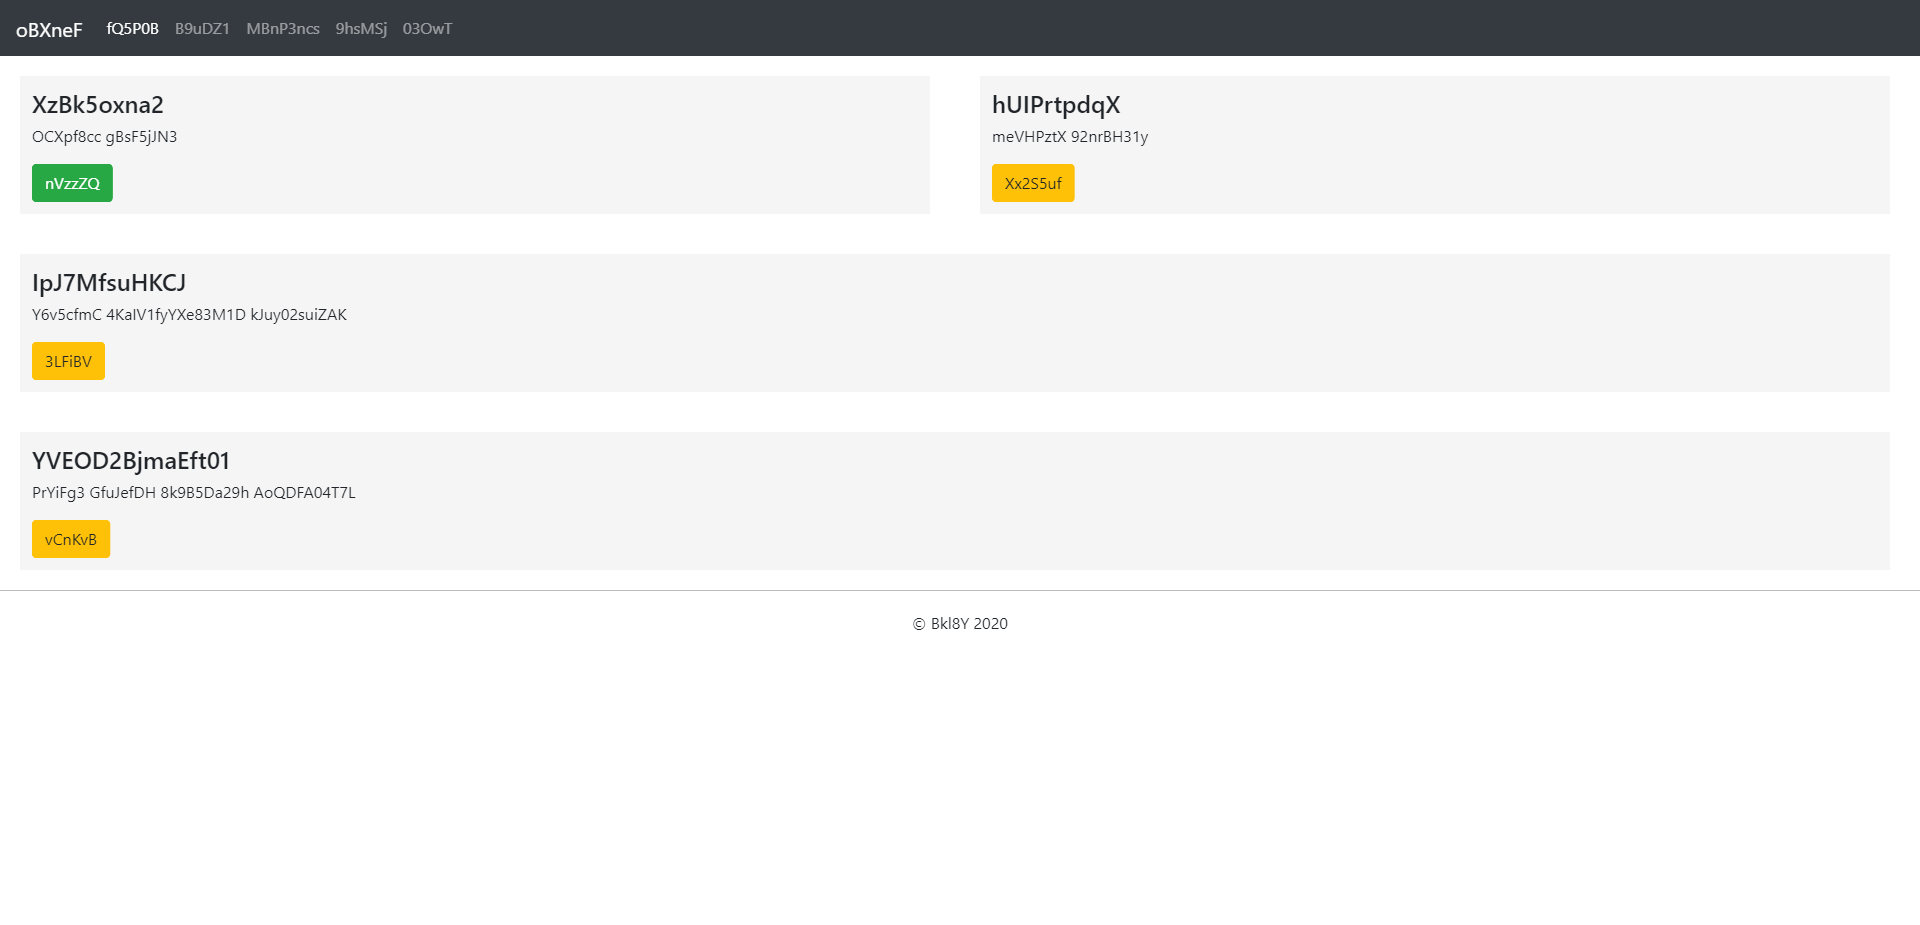 oBXneF fQ5P0B B9uDZ1 MBnP3ncs 9hsMSj 03OwT
XzBk5oxna2
OCXpf8cc gBsF5jJN3
nVzzZQ
hUIPrtpdqX
meVHPztX 92nrBH31y
Xx2S5uf
IpJ7MfsuHKCJ
Y6v5cfmC 4KaIV1fyYXe83M1D kJuy02suiZAK
3LFiBV
YVEOD2BjmaEft01
PrYiFg3 GfuJefDH 8k9B5Da29h AoQDFA04T7L
vCnKvB
© Bkl8Y 2020